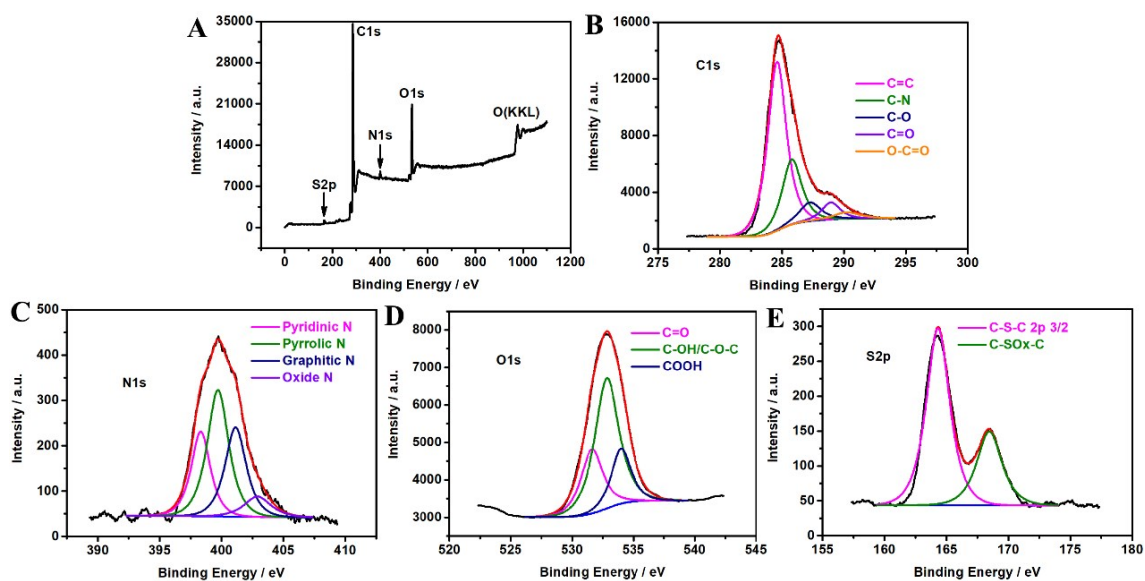 A
35000
28000
21000
14000
7000
0
Intensity / a.u.
C1s
O1s
O(KKL)
N1s
S2p
0 200 400 600 800 1000 1200
Binding Energy / eV
B
16000
12000
8000
4000
0
Intensity / a.u.
C1s
C=C
C-N
C-O
C=O
O-C=O
275 280 285 290 295 300
Binding Energy / eV
C
500
400
300
200
100
0
Intensity / a.u.
N1s
Pyridinic N
Pyrrolic N
Graphitic N
Oxide N
390 395 400 405 410
Binding Energy / eV
D
8000
7000
6000
5000
4000
3000
Intensity / a.u.
O1s
C=O
C-OH/C-O-C
COOH
520 525 530 535 540 545
Binding Energy / eV
E
300
250
200
150
100
50
0
Intensity / a.u.
S2p
C-S-C 2p 3/2
C-SOx-C
155 160 165 170 175 180
Binding Energy / eV